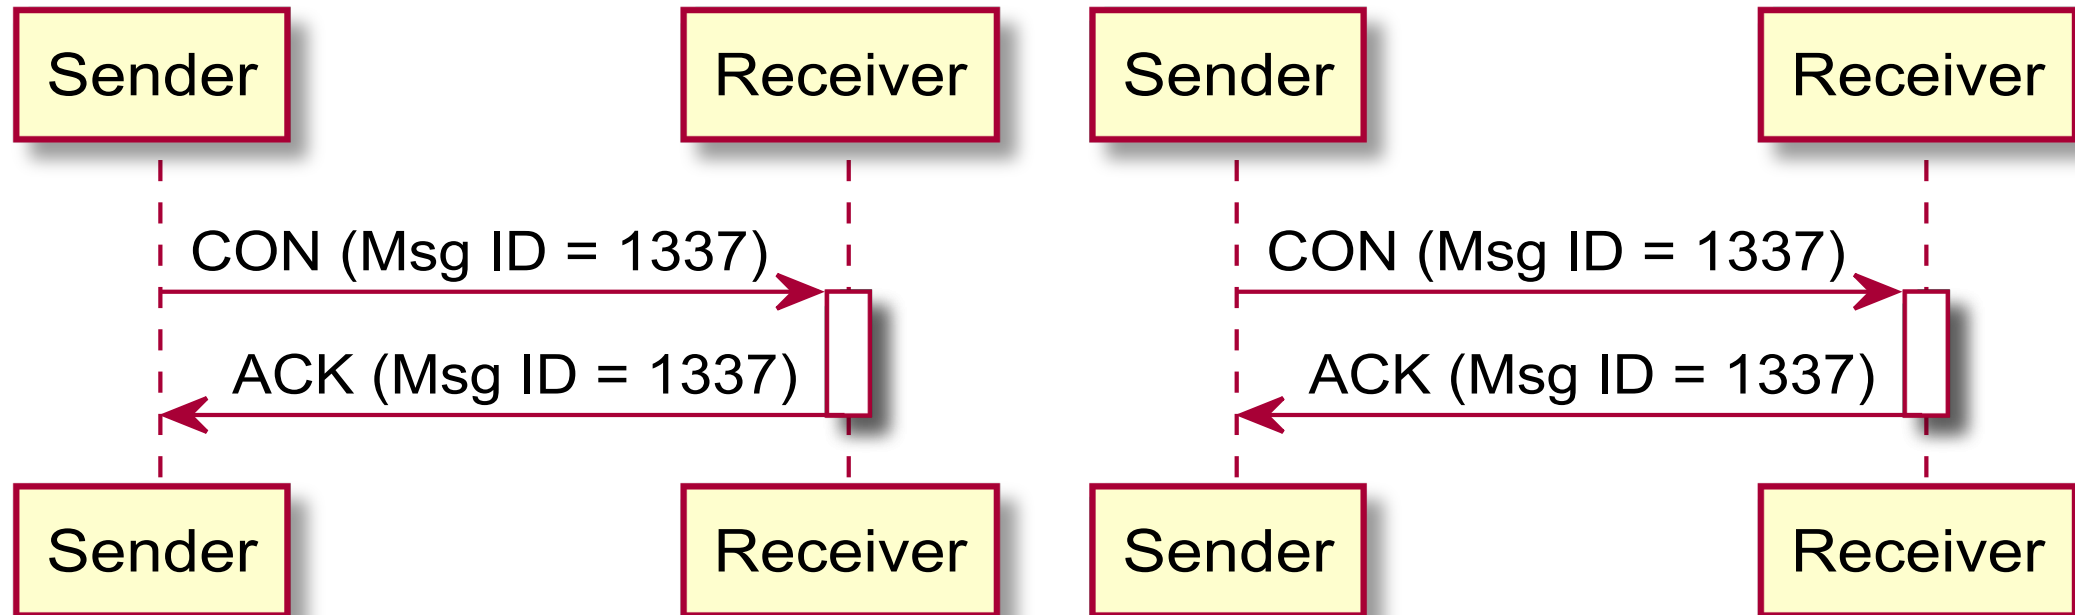 Sender
Receiver
CON (Msg ID = 1337)
ACK (Msg ID = 1337)
Sender
Receiver
Sender
Receiver
CON (Msg ID = 1337)
ACK (Msg ID = 1337)
Sender
Receiver